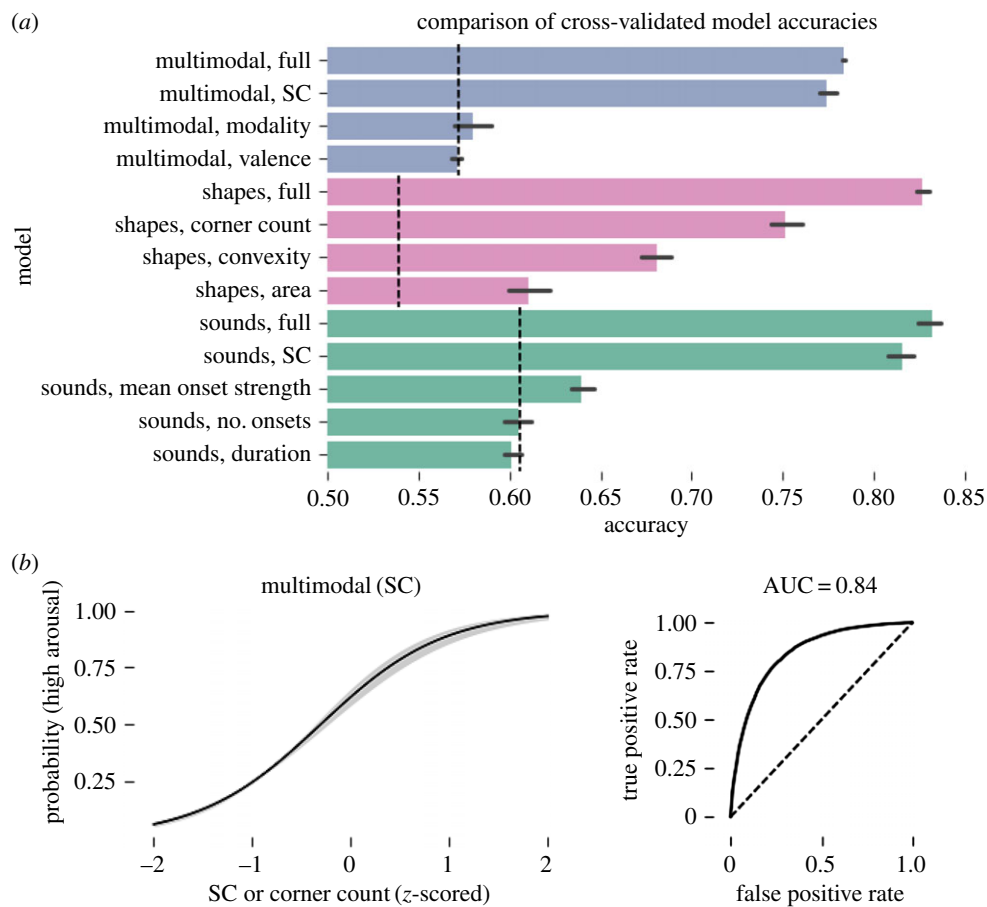 (a)
comparison of cross-validated model accuracies
model
multimodal, full
multimodal, SC
multimodal, modality
multimodal, valence
shapes, full
shapes, corner count
shapes, convexity
shapes, area
sounds, full
sounds, SC
sounds, mean onset strength
sounds, no. onsets
sounds, duration
0.50 0.55 0.60 0.65 0.70 0.75 0.80 0.85
accuracy
(b)
multimodal (SC)
probability (high arousal)
1.00
0.75
0.50
0.25
–2 –1 0 1 2
SC or corner count (z-scored)
AUC = 0.84
true positive rate
1.00
0.75
0.50
0.25
0
0 0.5 1.0
false positive rate